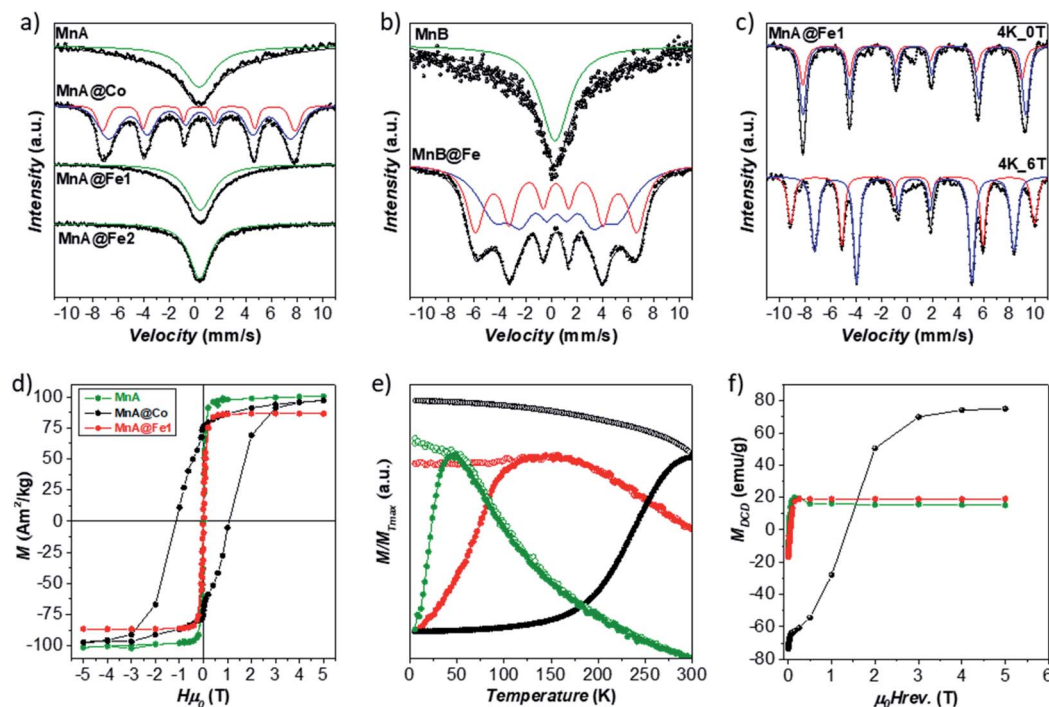 a)
MnA
MnA@Co
MnA@Fe1
MnA@Fe2
Intensity (a.u.)
-10 -8 -6 -4 -2 0 2 4 6 8 10
Velocity (mm/s)
b)
MnB
MnB@Fe
Intensity (a.u.)
-10 -8 -6 -4 -2 0 2 4 6 8 10
Velocity (mm/s)
c)
MnA@Fe1 4K_0T
4K_6T
Intensity (a.u.)
-10 -8 -6 -4 -2 0 2 4 6 8 10
Velocity (mm/s)
d)
MnA
MnA@Co
MnA@Fe1
M (Am²/kg)
100
75
50
25
0
-25
-50
-75
-100
-5 -4 -3 -2 -1 0 1 2 3 4 5
Hμ₀ (T)
e)
M/M_Tmax (a.u.)
0 50 100 150 200 250 300
Temperature (K)
f)
M_DCD (emu/g)
80
60
40
20
0
-20
-40
-60
-80
0 1 2 3 4 5 6
μ₀Hrev. (T)